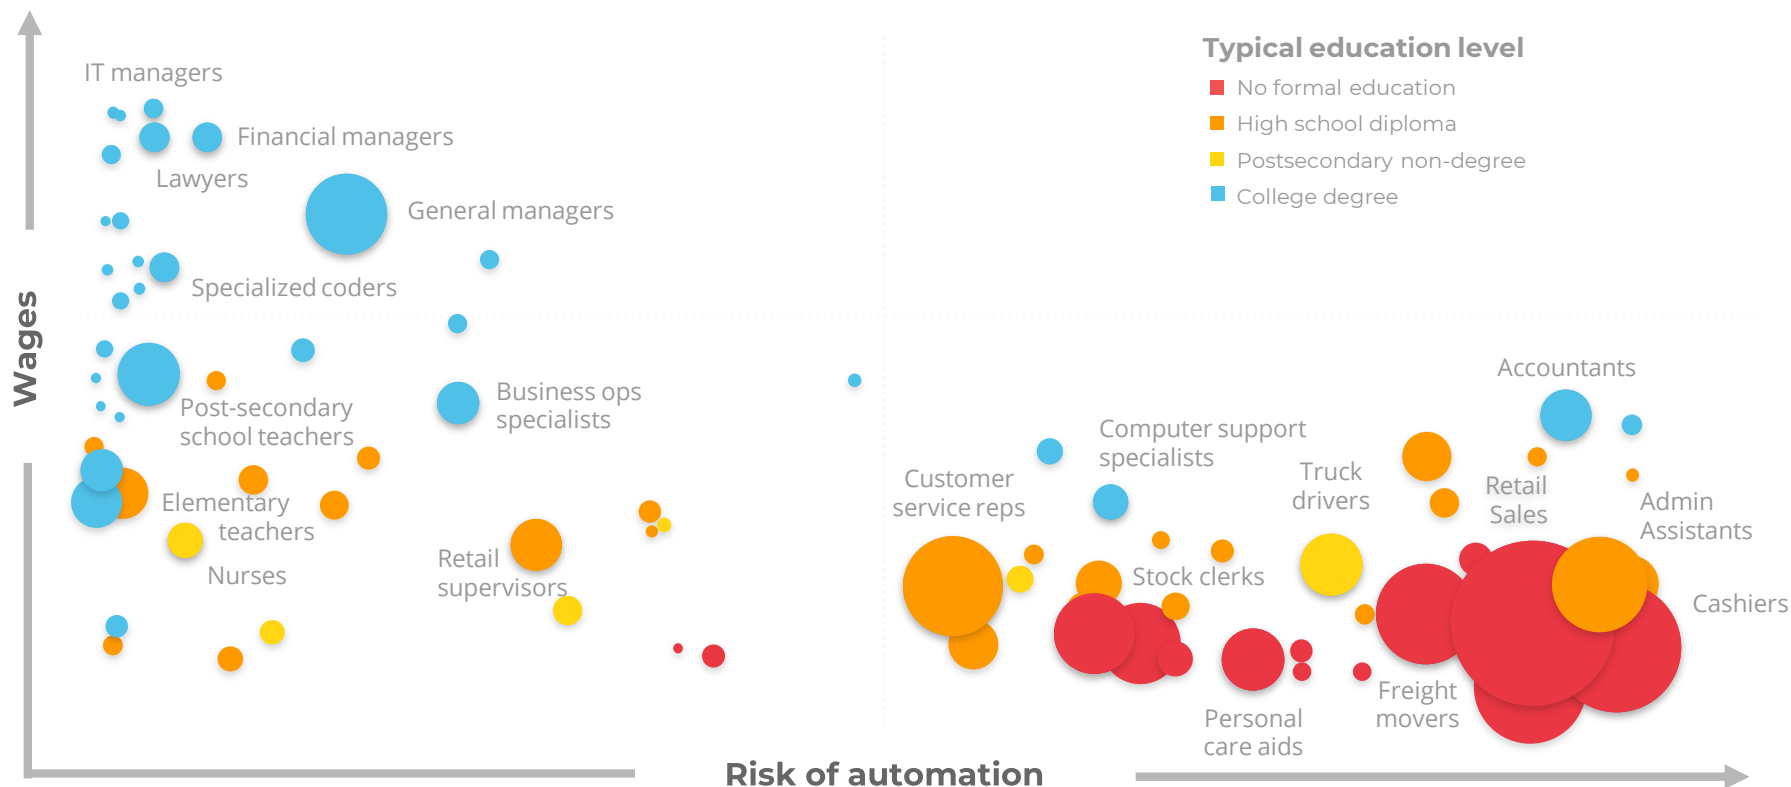 Typical education level
No formal education
High school diploma
Postsecondary non-degree
College degree
IT managers
Financial managers
Lawyers
General managers
Specialized coders
Wages
Post-secondary
school teachers
Business ops
specialists
Elementary
teachers
Nurses
Retail
supervisors
Customer
service reps
Computer support
specialists
Stock clerks
Truck
drivers
Accountants
Retail
Sales
Admin
Assistants
Cashiers
Freight
movers
Personal
care aids
Risk of automation